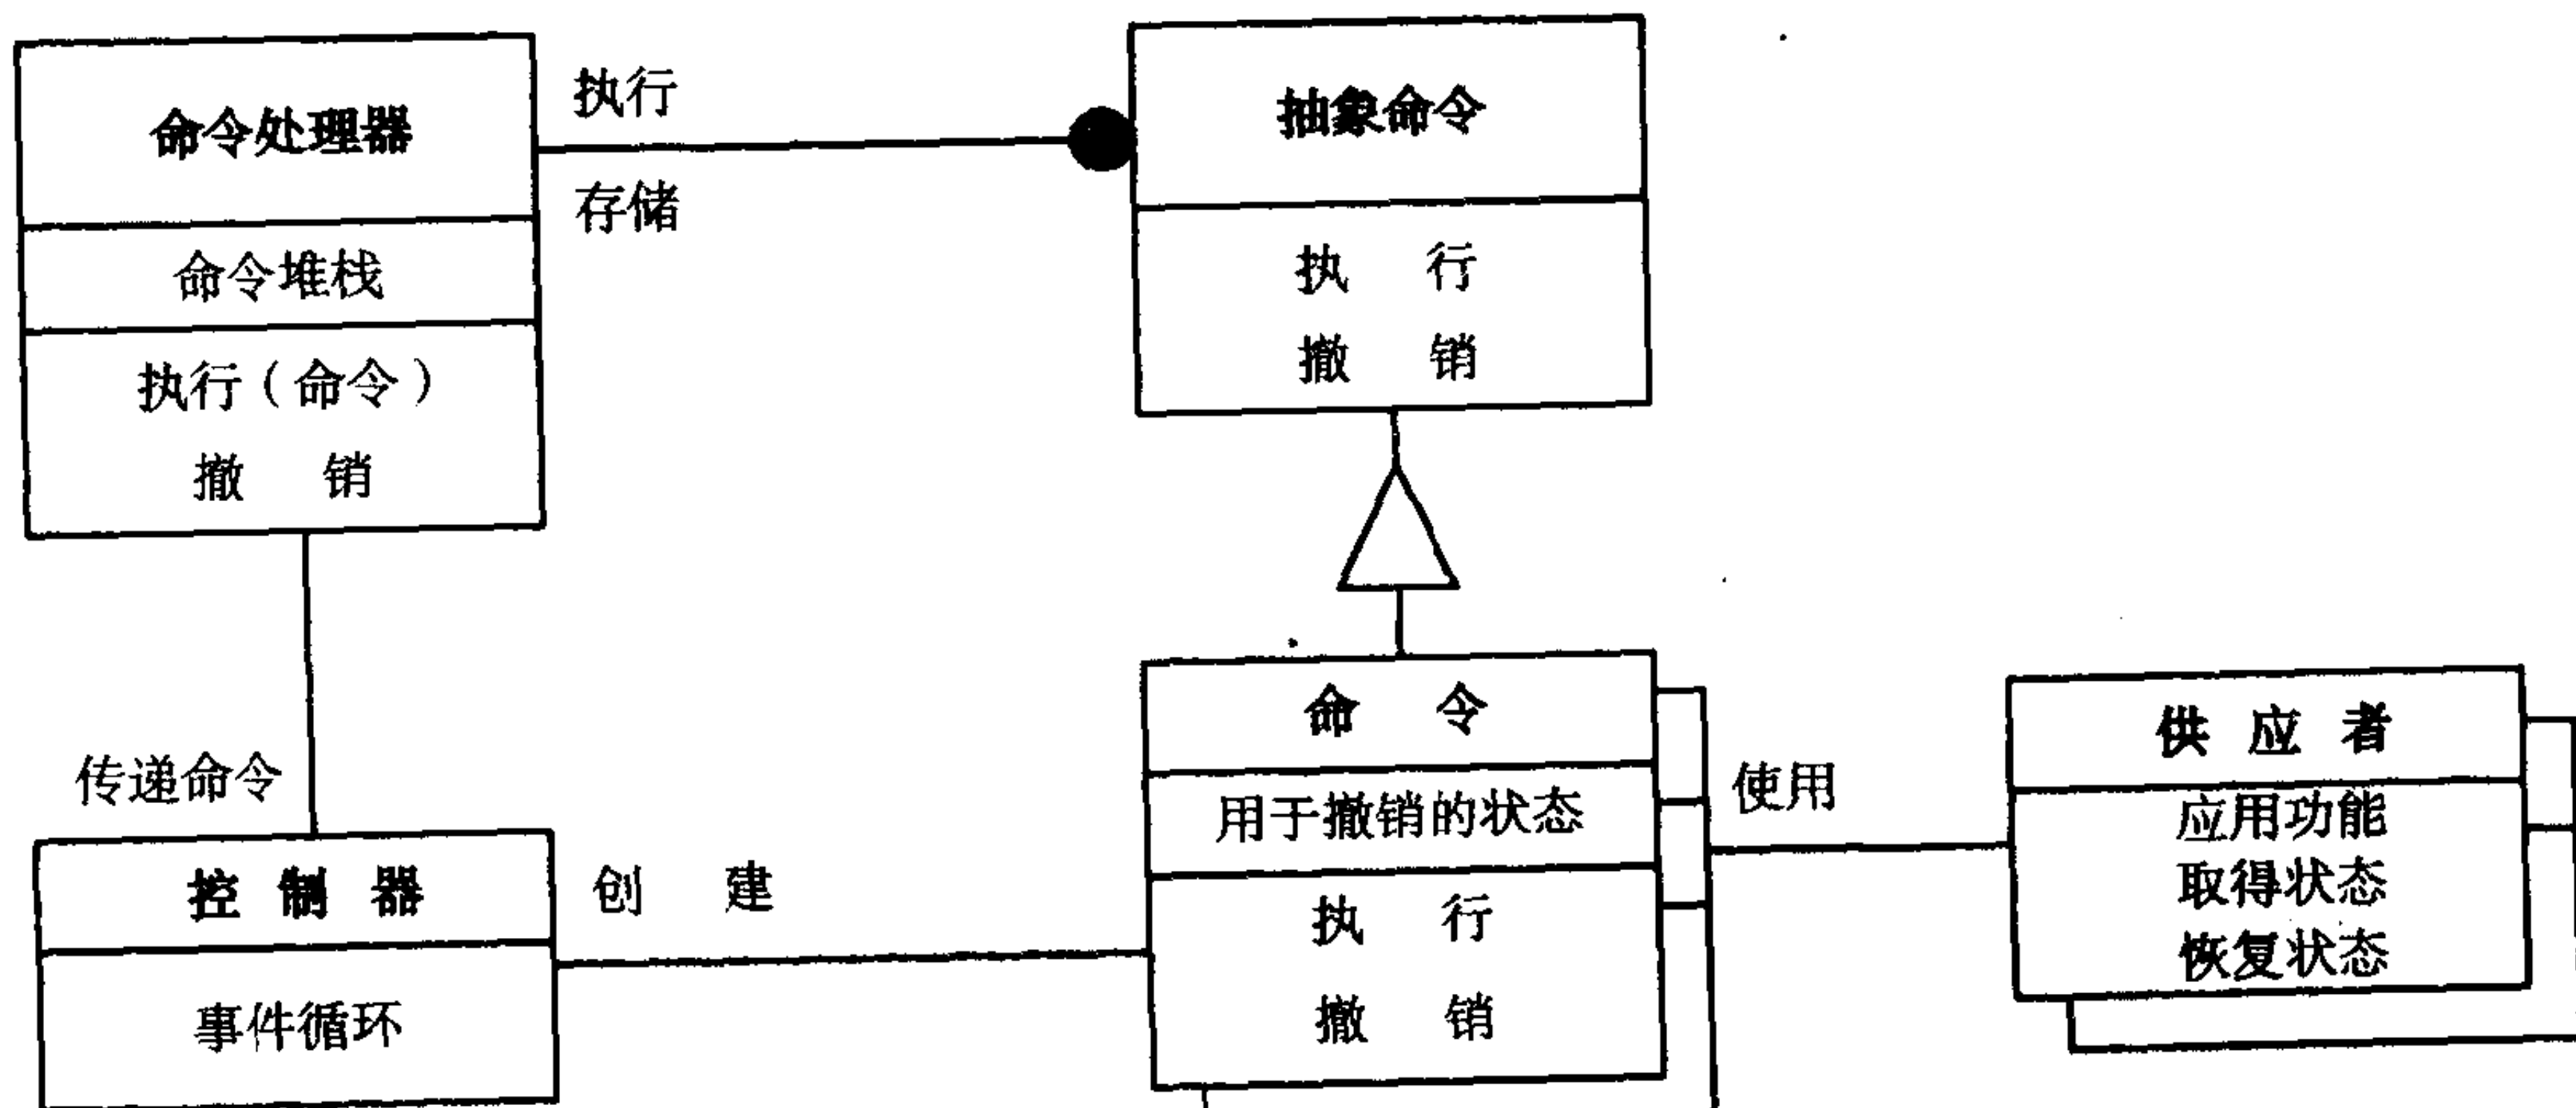 命令处理器
命令堆栈
执行（命令）
撤 销
执行
存储
抽象命令
执 行
撤 销
传递命令
控 制 器
事件循环
创 建
命 令
用于撤销的状态
执 行
撤 销
使用
供 应 者
应用功能
取得状态
恢复状态